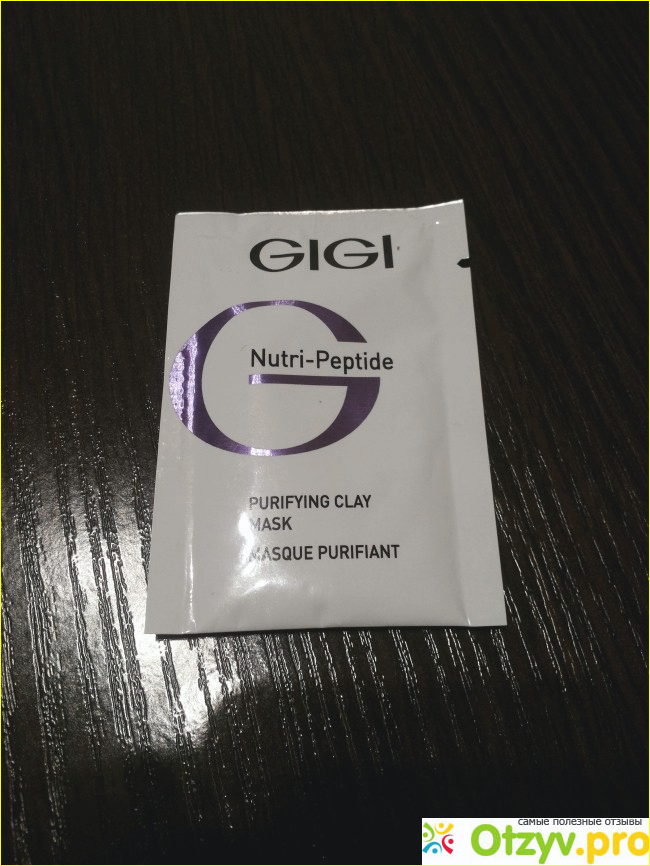 GIGI
Nutri-Peptide
PURIFYING CLAY
MASK
MASQUE PURIFIANT
самые полезные отзывы
Otzyv.pro